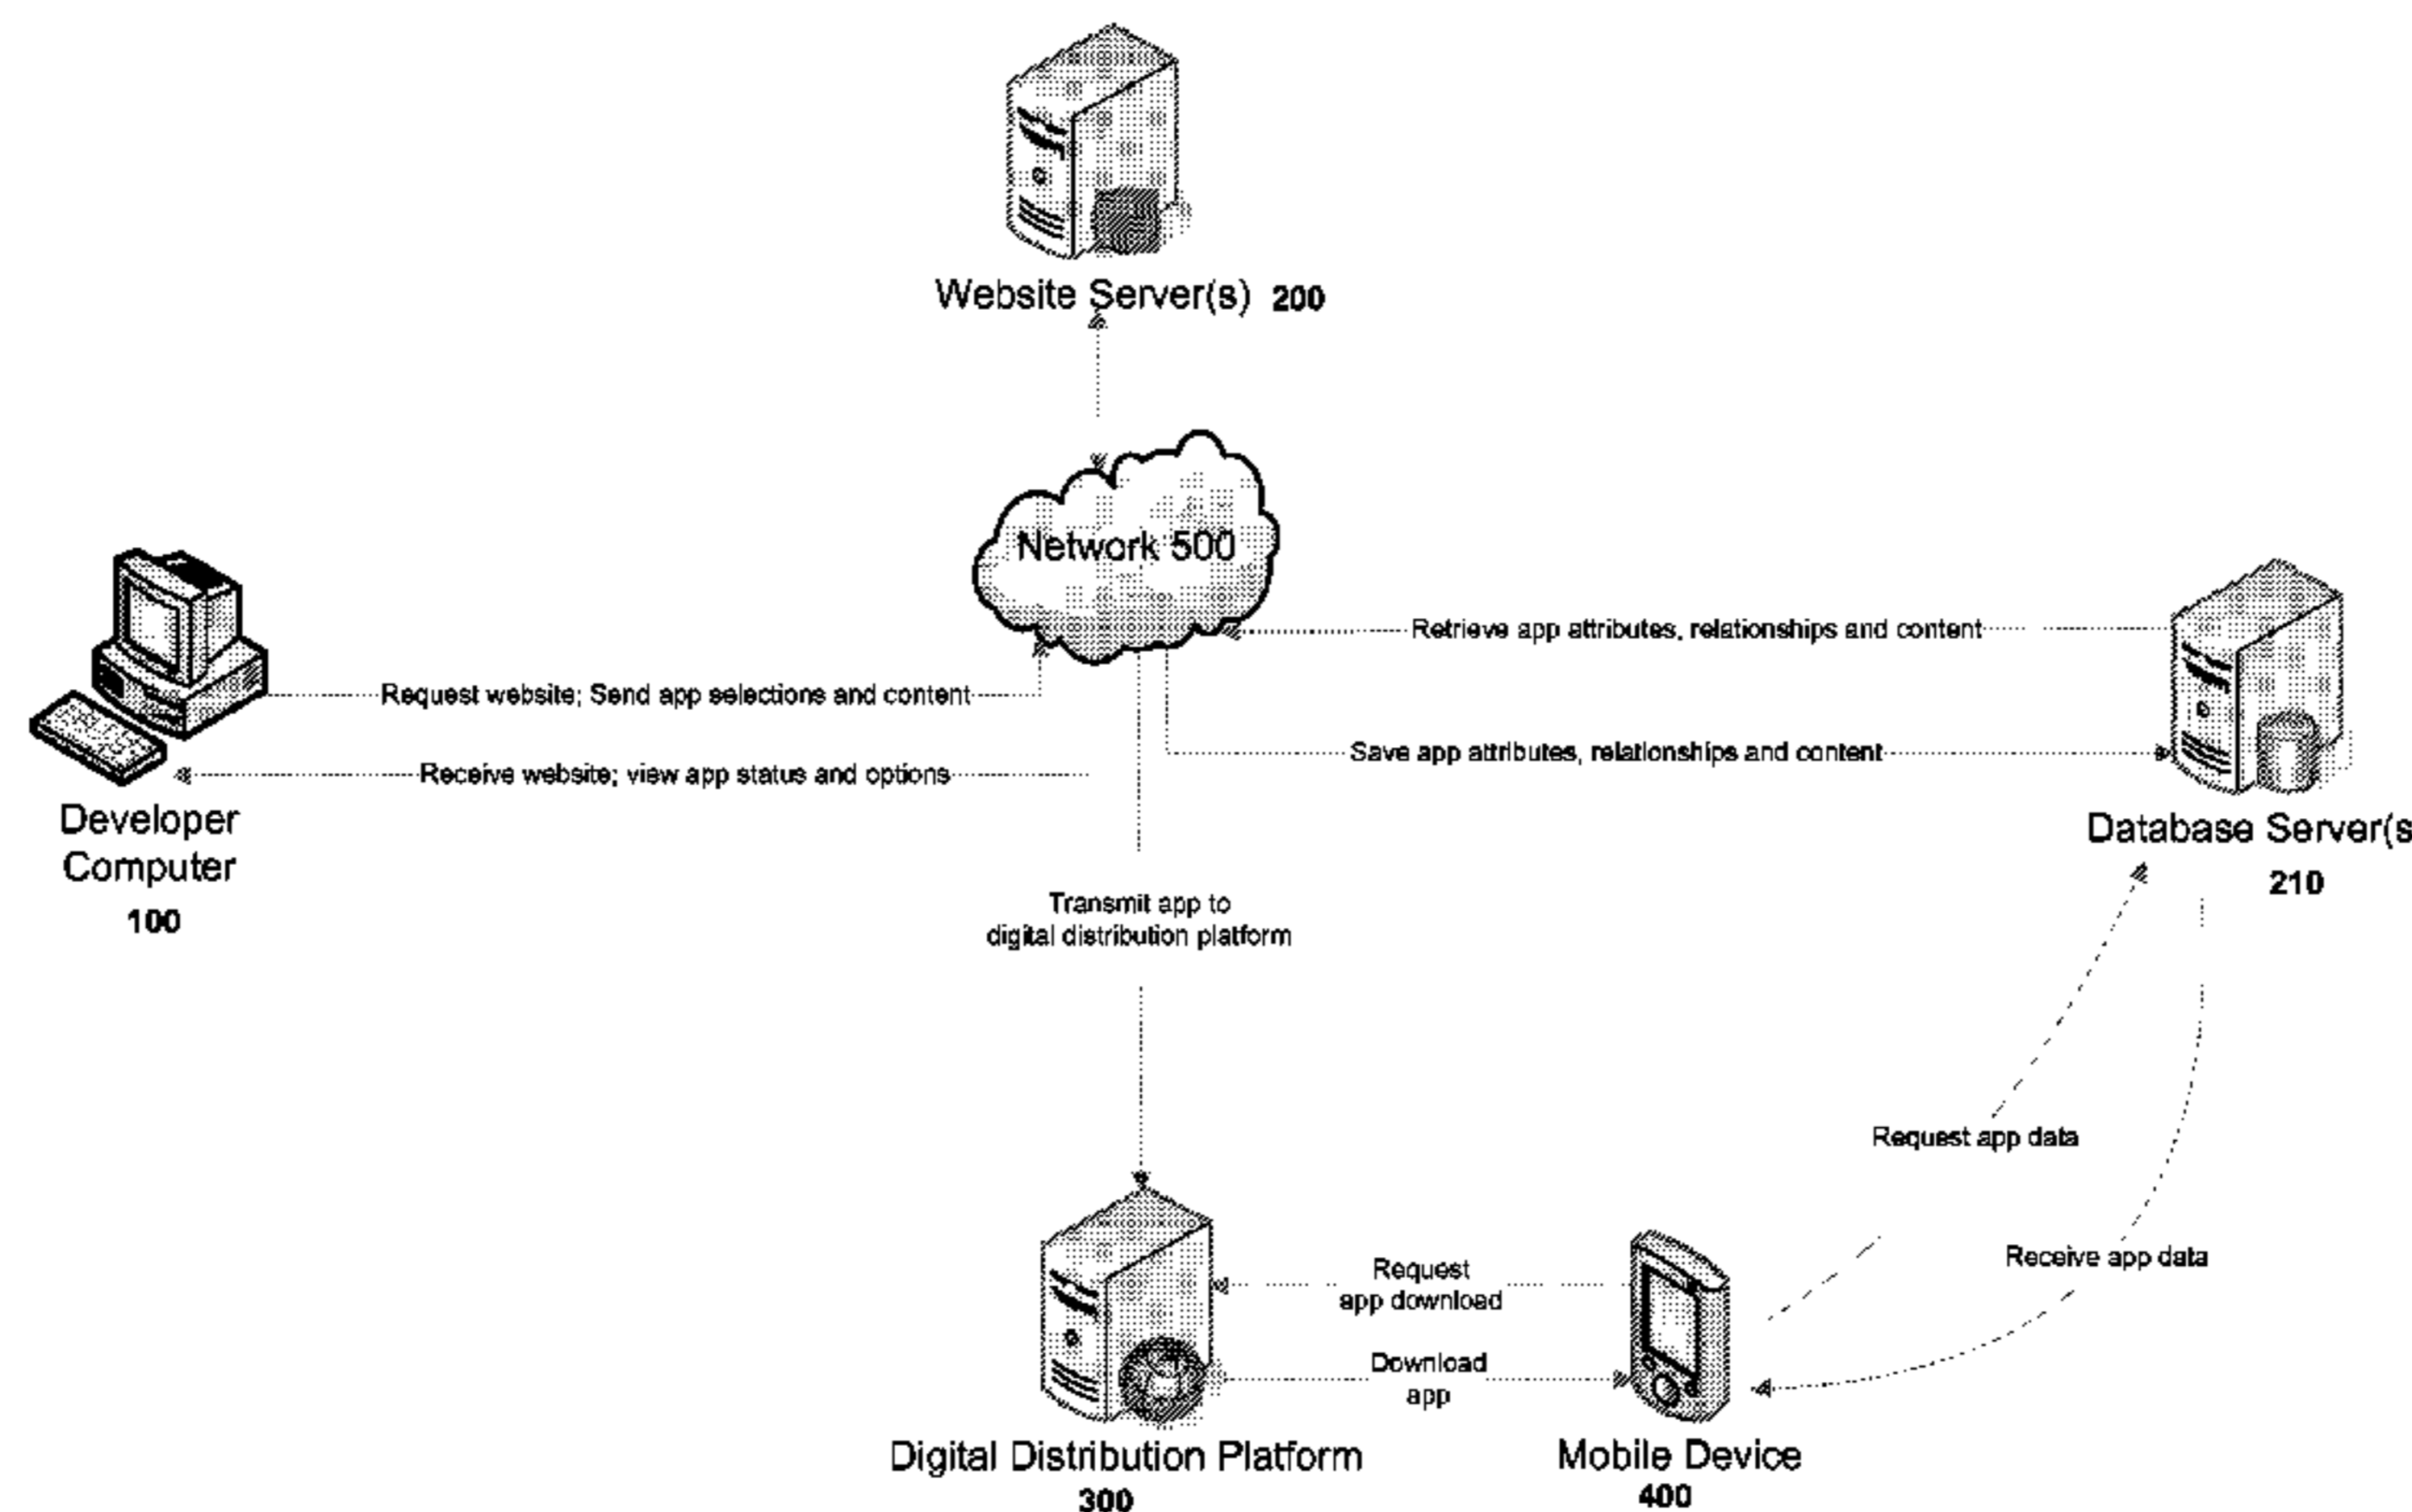 Website Server(s) 200
Network 500
Retrieve app attributes, relationships and content
Request website; Send app selections and content
Save app attributes, relationships and content
Receive website; view app status and options
Developer
Computer
100
Database Server(s
210
Transmit app to
digital distribution platform
Request app data
Receive app data
Request
app download
Download
app
Digital Distribution Platform
300
Mobile Device
400